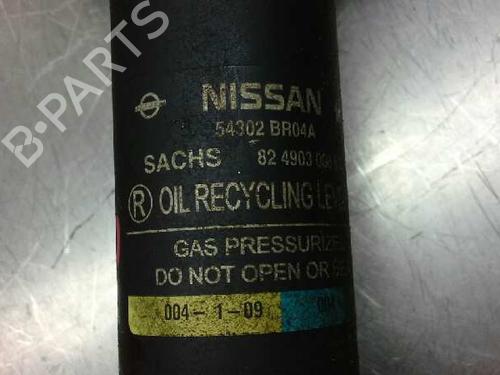 B-PARTS
NISSAN
54302 BR04A
SACHS 82 4903
Ⓡ OIL RECYCLING
GAS PRESSURIZE
DO NOT OPEN OR
004-1-09